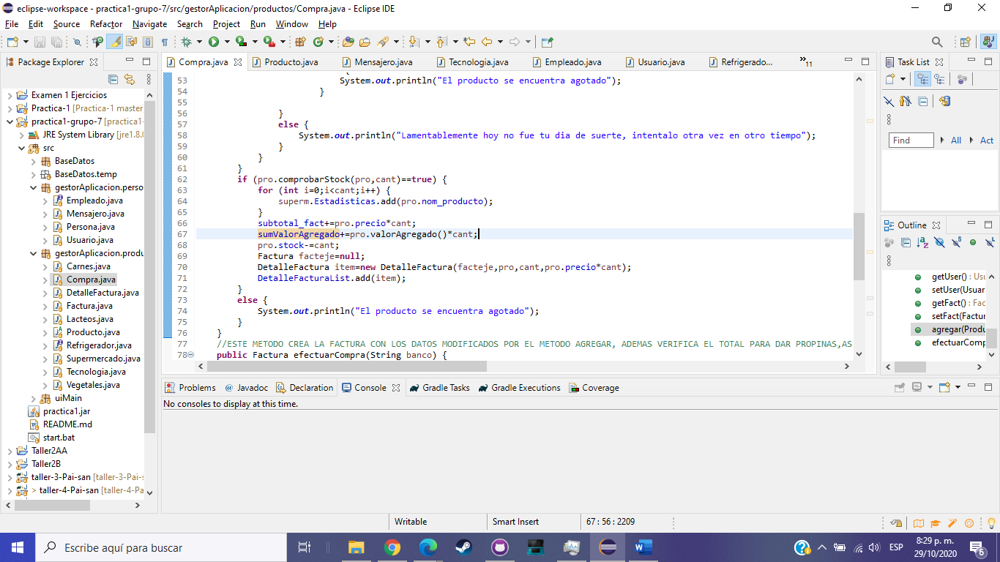 eclipse-workspace - practica1-grupo-7/src/gestorAplicacion/productos/Compra.java - Eclipse IDE
File Edit Source Refactor Navigate Search Project Run Window Help
Package Explorer
Examen 1 Ejercicios
Practica-1 [Practica-1 master
practica1-grupo-7 [practica1-
JRE System Library [jre1.8.0
src
BaseDatos
BaseDatos.temp
gestorAplicacion.perso
Empleado.java
Mensajero.java
Persona.java
Usuario.java
gestorAplicacion.produ
Carnes.java
Compra.java
DetalleFactura.java
Factura.java
Lacteos.java
Producto.java
Refrigerador.java
Supermercado.java
Tecnologia.java
Vegetales.java
uiMain
practica1.jar
README.md
start.bat
Taller2AA
Taller2B
taller-3-Pai-san [taller-3-Pai-s
> taller-4-Pai-san [taller-4-Pa
Compra.java Producto.java Mensajero.java Tecnologia.java Empleado.java Usuario.java Refrigerado... »11
53 System.out.println("El producto se encuentra agotado");
54 }
55
56 }
57 else {
58 System.out.println("Lamentablemente hoy no fue tu dia de suerte, intentalo otra vez en otro tiempo");
59 }
60 }
61 }
62 if (pro.comprobarStock(pro,cant)==true) {
63 for (int i=0;i<cant;i++) {
64 superm.Estadisticas.add(pro.nom_producto);
65 }
66 subtotal_fact+=pro.precio*cant;
67 sumValorAgregado+=pro.valorAgregado()*cant;
68 pro.stock-=cant;
69 Factura facteje=null;
70 DetalleFactura item=new DetalleFactura(facteje,pro,cant,pro.precio*cant);
71 DetalleFacturaList.add(item);
72 }
73 else {
74 System.out.println("El producto se encuentra agotado");
75 }
76 }
77 //ESTE METODO CREA LA FACTURA CON LOS DATOS MODIFICADOS POR EL METODO AGREGAR, ADEMAS VERIFICA EL TOTAL PARA DAR PROPINAS,AS
78 public Factura efectuarCompra(String banco) {
Task List
Find All Act
Outline
getUser() : Usu
setUser(Usuar
getFact() : Fac
setFact(Factur
agregar(Produ
efectuarComp
Problems Javadoc Declaration Console Gradle Tasks Gradle Executions Coverage
No consoles to display at this time.
Writable Smart Insert 67 : 56 : 2209
Escribe aquí para buscar
ESP
8:29 p. m.
29/10/2020
6